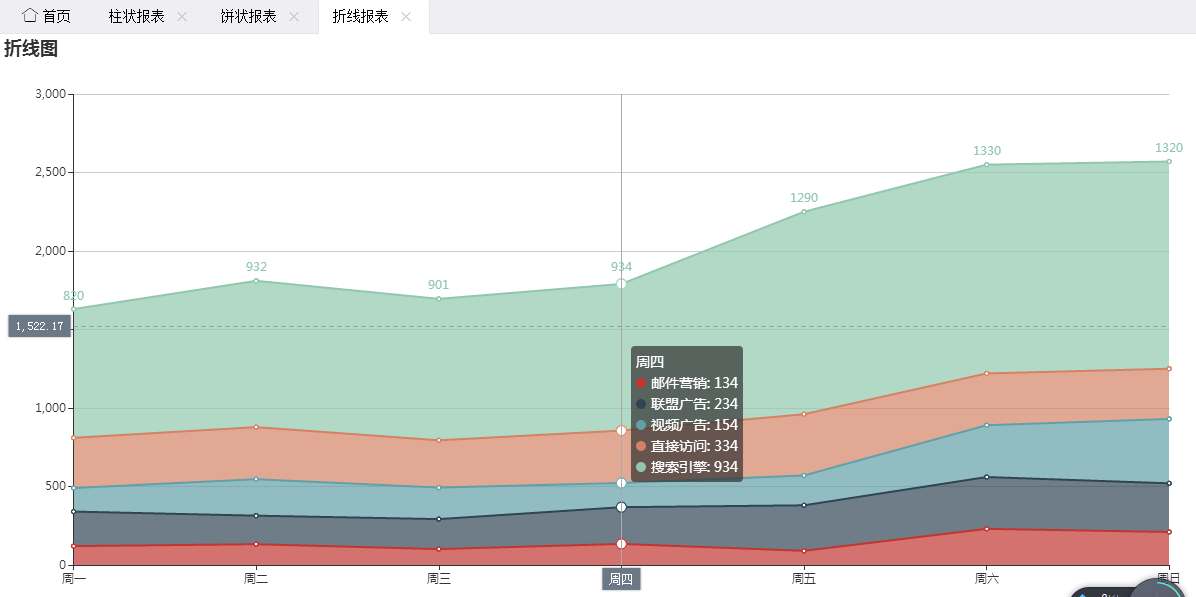 首页 柱状报表 饼状报表 折线报表
折线图
3,000
2,500
2,000
1,522.17
1,000
500
0
820
932
901
934
1290
1330
1320
周四
邮件营销: 134
联盟广告: 234
视频广告: 154
直接访问: 334
搜索引擎: 934
周一 周二 周三 周四 周五 周六 周日